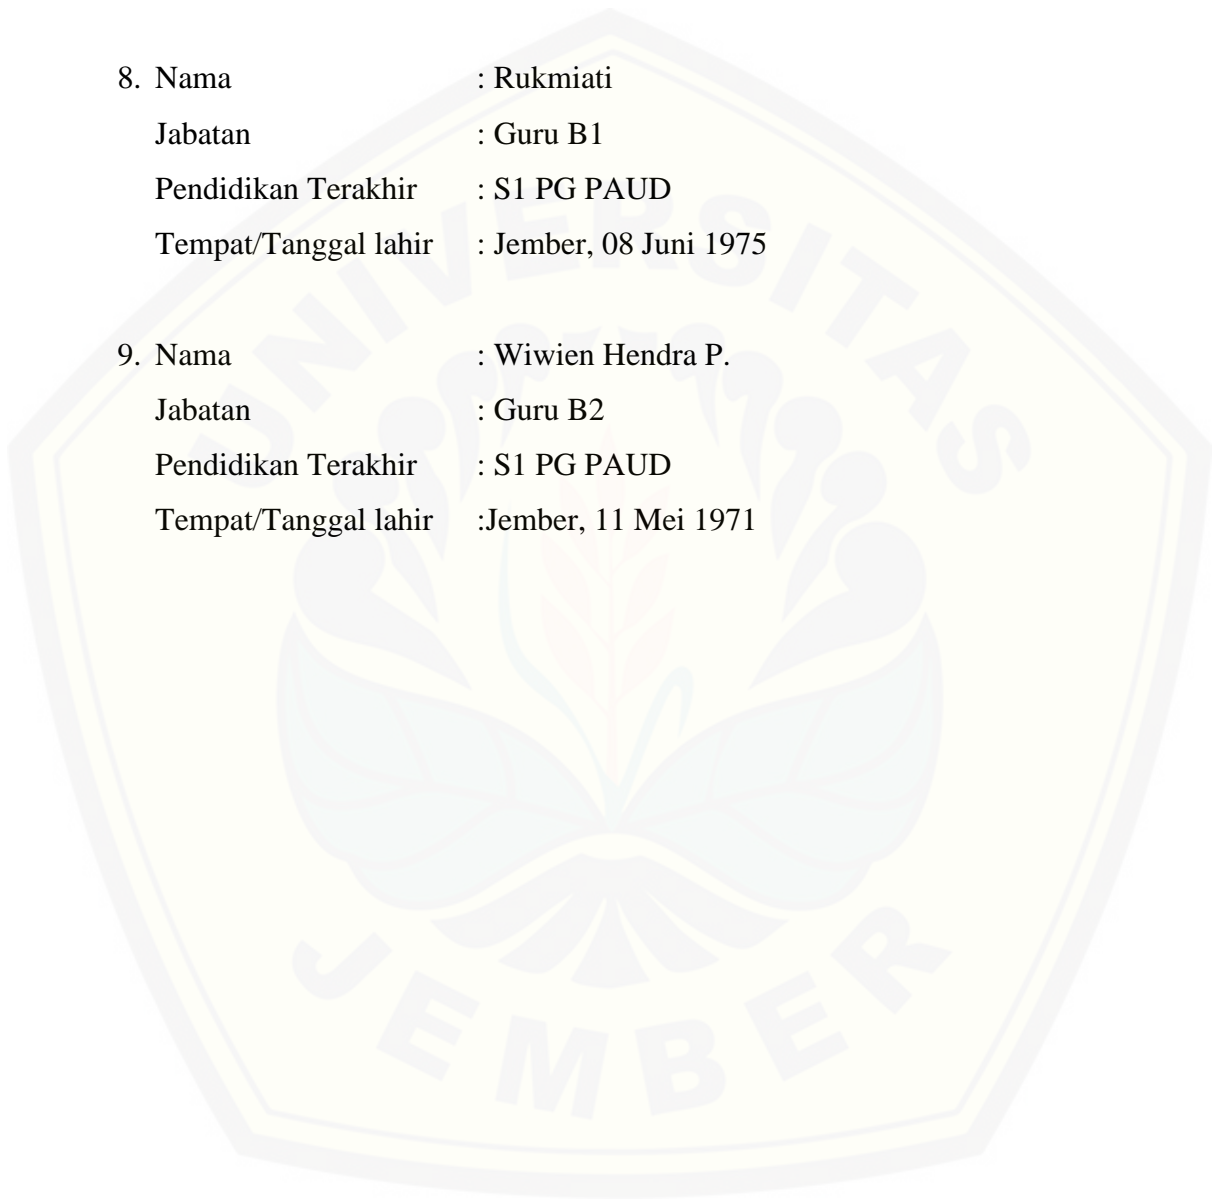 8. Nama : Rukmiati
Jabatan : Guru B1
Pendidikan Terakhir : S1 PG PAUD
Tempat/Tanggal lahir : Jember, 08 Juni 1975
9. Nama : Wiwien Hendra P.
Jabatan : Guru B2
Pendidikan Terakhir : S1 PG PAUD
Tempat/Tanggal lahir :Jember, 11 Mei 1971
UNIVERSITAS
JEMBER